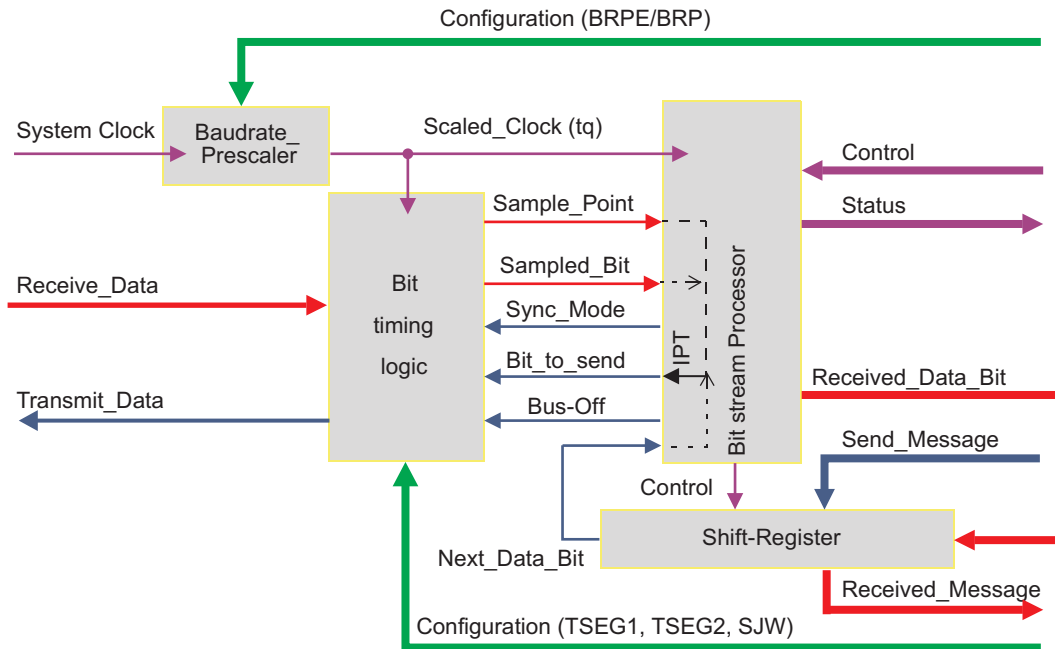 Configuration (BRPE/BRP)
System Clock
Baudrate_
Prescaler
Scaled_Clock (tq)
Control
Status
Sample_Point
Sampled_Bit
Receive_Data
Bit
timing
logic
Sync_Mode
Bit_to_send
Bus-Off
IPT
Bit stream Processor
Transmit_Data
Received_Data_Bit
Send_Message
Control
Shift-Register
Next_Data_Bit
Received_Message
Configuration (TSEG1, TSEG2, SJW)